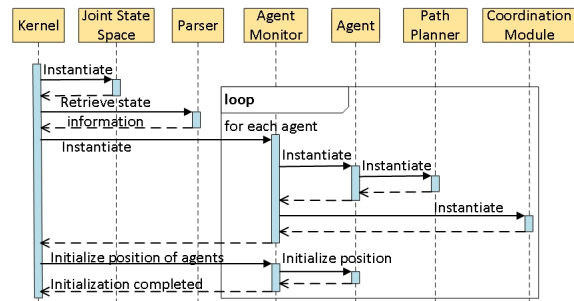 Kernel
Joint State
Space
Parser
Agent
Monitor
Agent
Path
Planner
Coordination
Module
Instantiate
Retrieve state
information
Instantiate
loop
for each agent
Instantiate
Instantiate
Instantiate
Initialize position of agents
Initialize position
Initialization completed